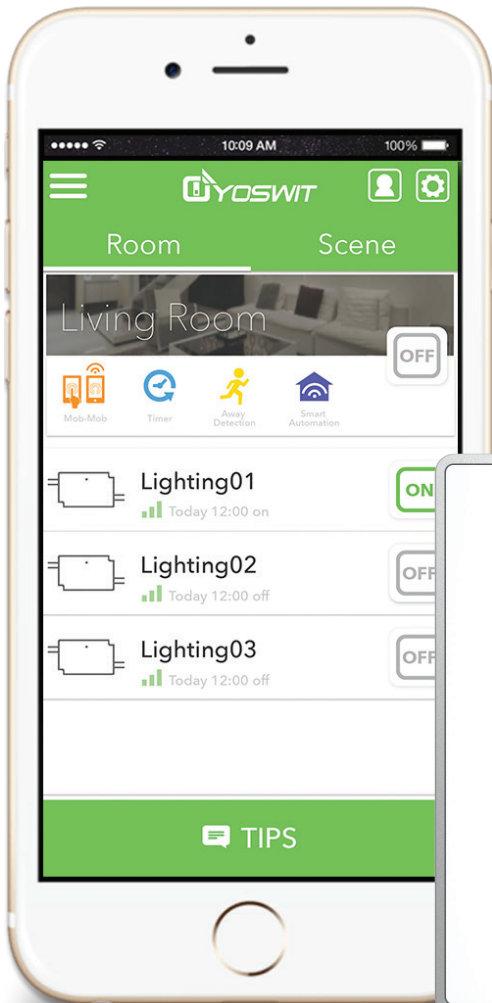 10:09 AM 100%
YOSWIT
Room Scene
Living Room
OFF
Mob-Mob Timer Away Detection Smart Automation
Lighting01
ON
Today 12:00 on
Lighting02
OFF
Today 12:00 off
Lighting03
OFF
Today 12:00 off
TIPS